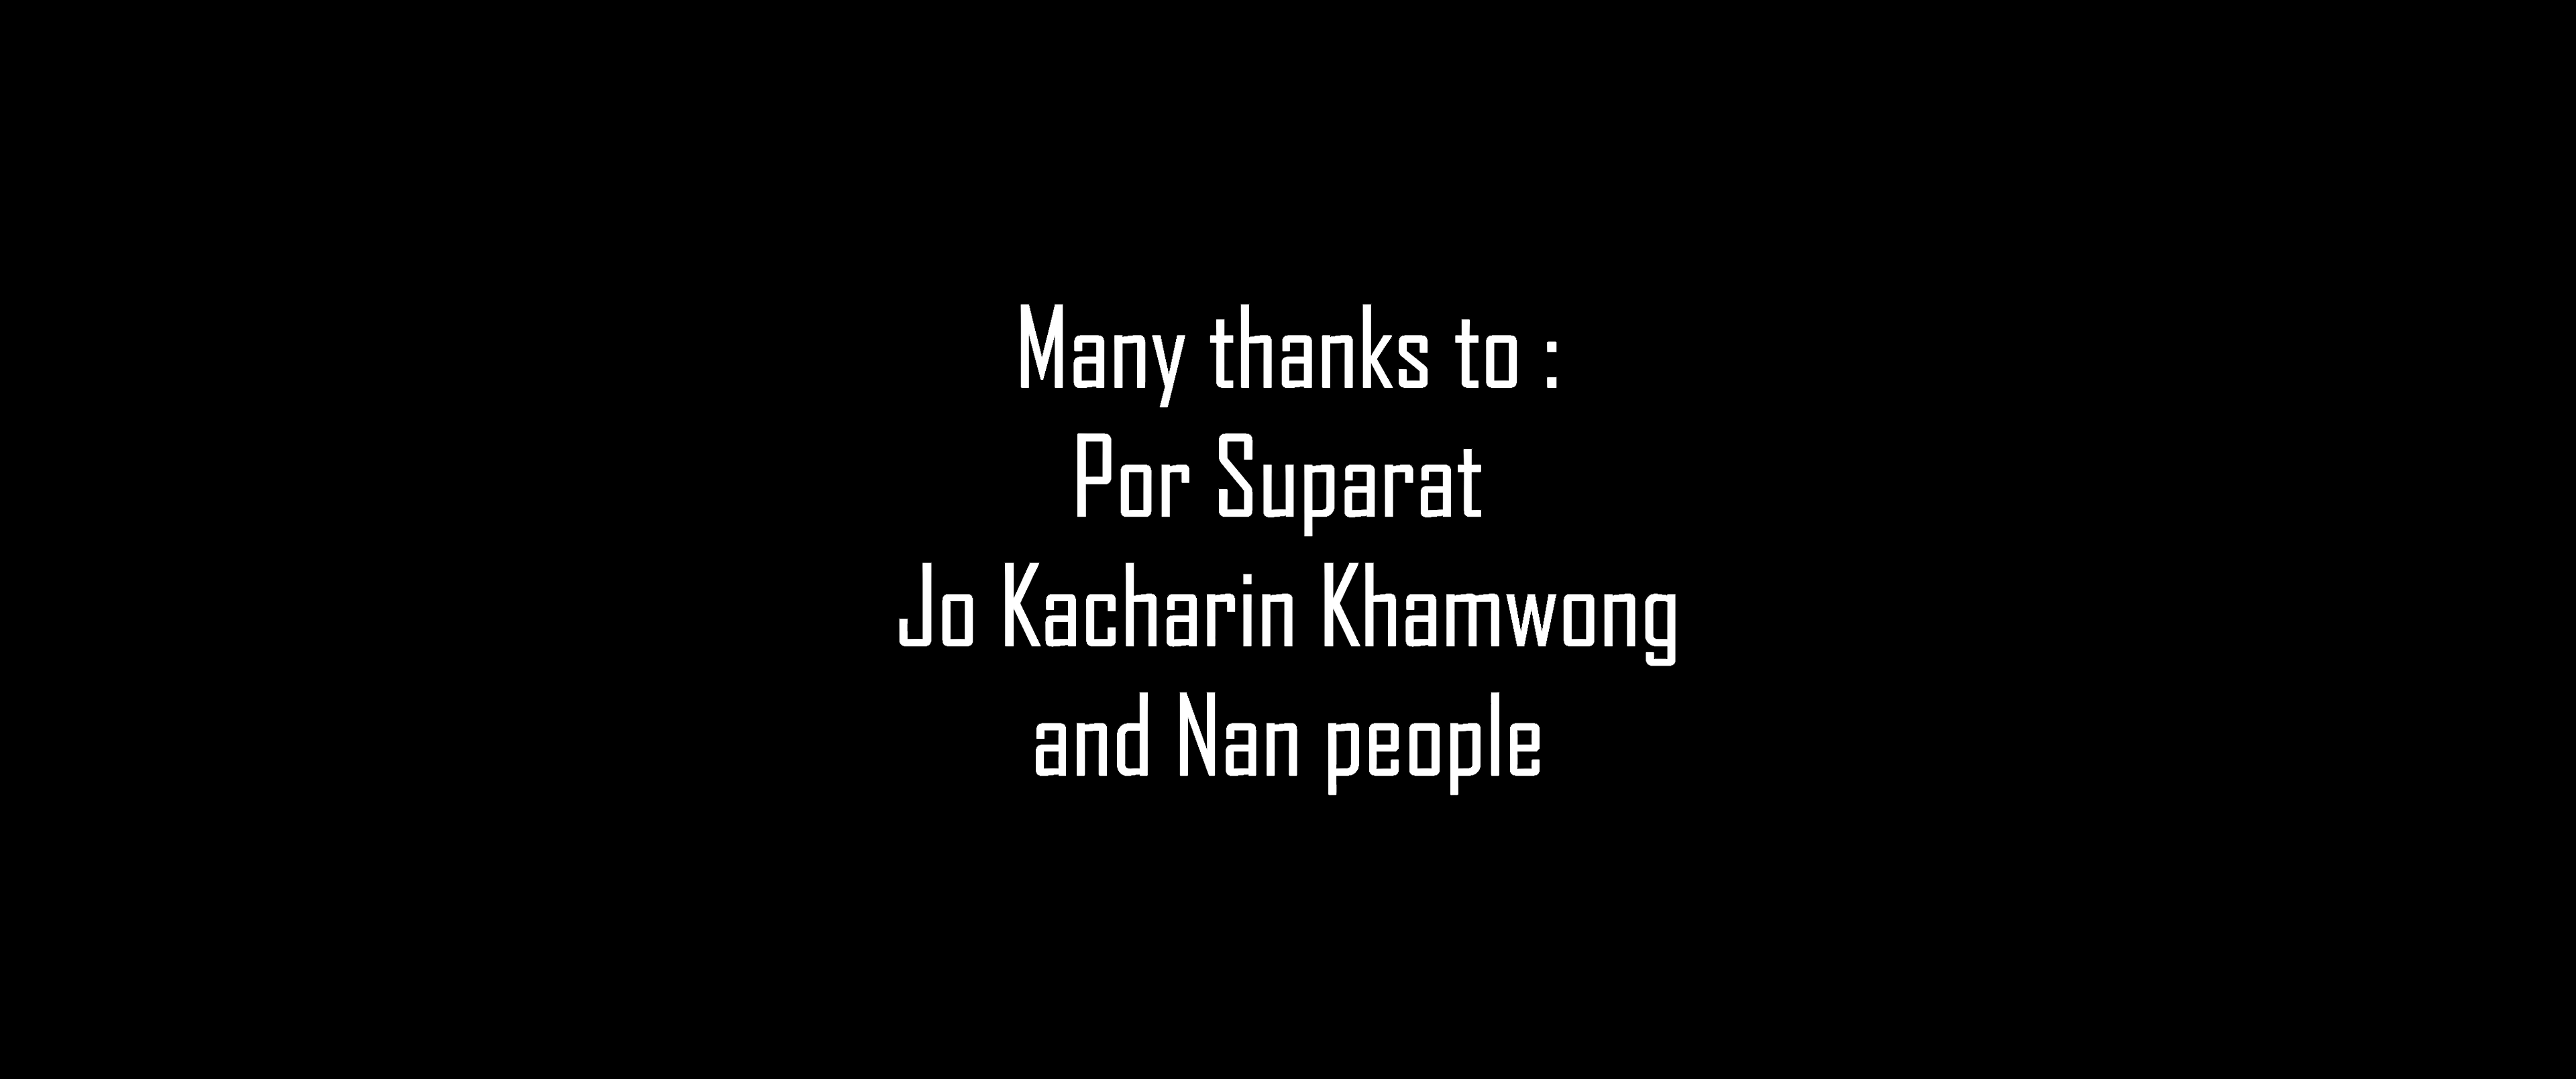 Many thanks to :
Por Suparat
Jo Kacharin Khamwong
and Nan people